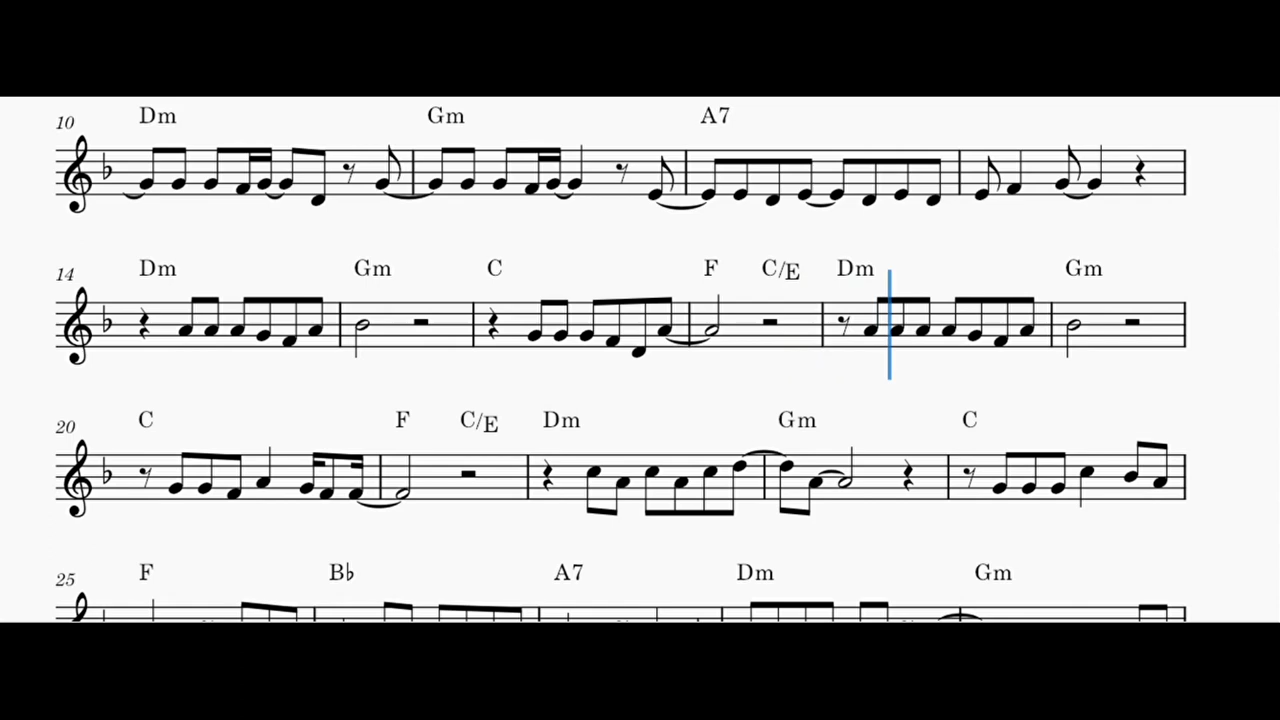 10 Dm Gm A7
14 Dm Gm C F C/E Dm Gm
20 C F C/E Dm Gm C
25 F B♭ A7 Dm Gm